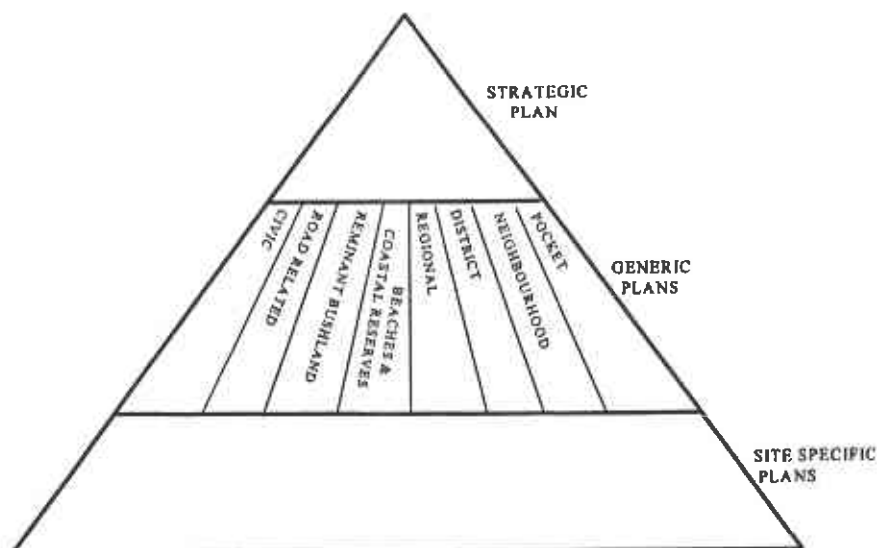 STRATEGIC
PLAN
CIVIC
ROAD RELATED
REMINANT BUSHLAND
BEACHES &
COASTAL RESERVES
REGIONAL
DISTRICT
NEIGHBOURHOOD
POCKET
GENERIC
PLANS
SITE SPECIFIC
PLANS